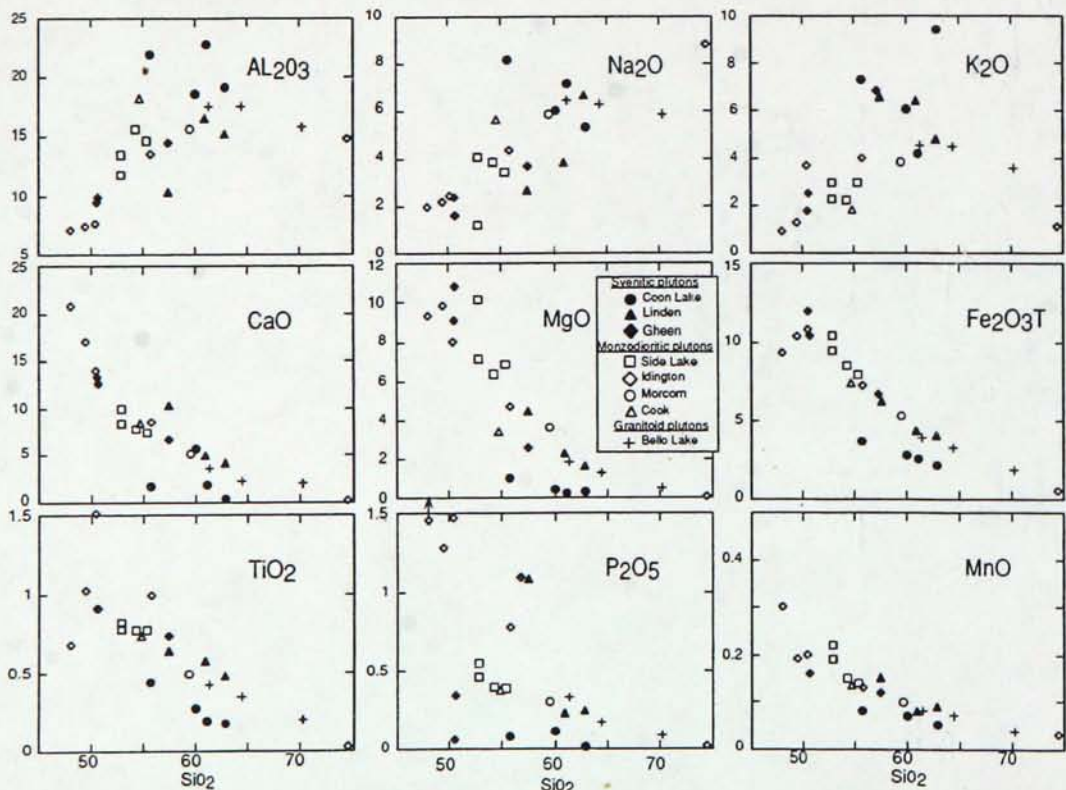 25
20
15
10
5
AL2O3
10
8
6
4
2
0
Na2O
10
8
6
4
2
0
K2O
25
20
15
10
5
0
CaO
12
10
8
6
4
2
0
MgO
Syenitic plutons
Coon Lake
Linden
Gheen
Monzodioritic plutons
Side Lake
Idington
Morcom
Cook
Granitoid plutons
Bello Lake
15
10
5
0
Fe2O3T
1.5
1
0.5
0
TiO2
50
60
70
SiO2
1.5
1
0.5
0
P2O5
50
60
70
SiO2
0.4
0.2
0
MnO
50
60
70
SiO2